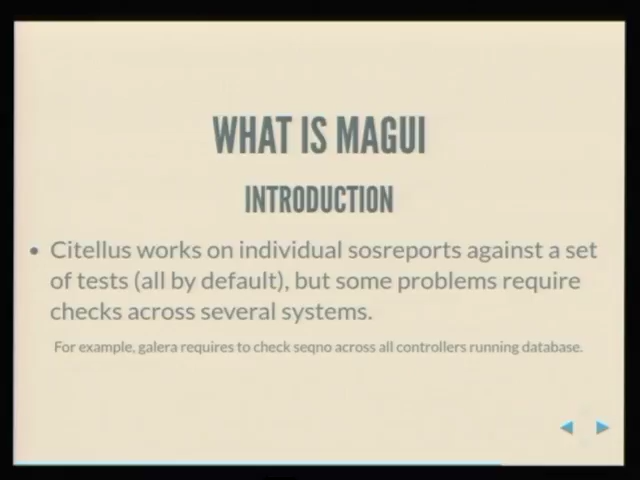 WHAT IS MAGUI
INTRODUCTION
• Citellus works on individual sosreports against a set
of tests (all by default), but some problems require
checks across several systems.
For example, galera requires to check seqno across all controllers running database.